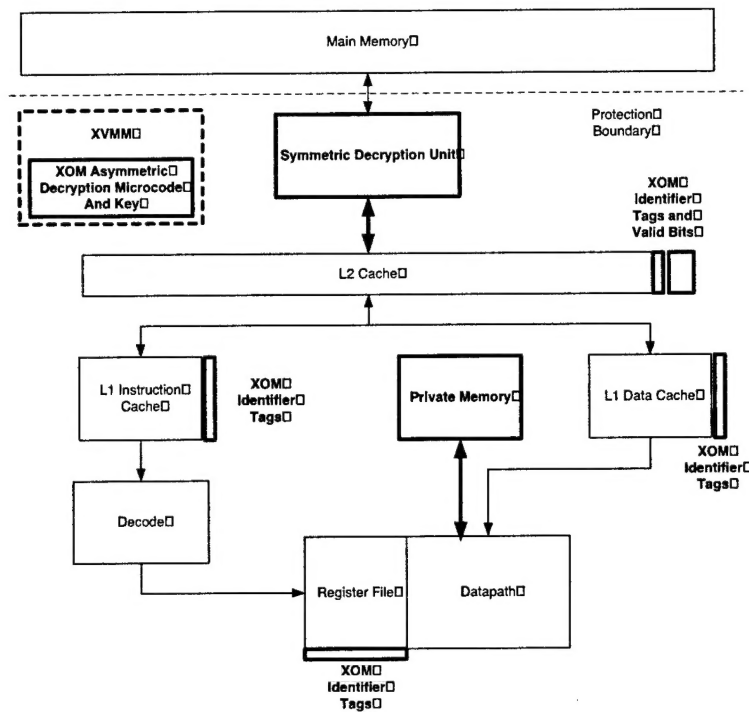 Main Memory
Protection
Boundary
XVMM
XOM Asymmetric
Decryption Microcode
And Key
Symmetric Decryption Unit
XOM
Identifier
Tags and
Valid Bits
L2 Cache
L1 Instruction
Cache
XOM
Identifier
Tags
Private Memory
L1 Data Cache
XOM
Identifier
Tags
Decode
Register File
Datapath
XOM
Identifier
Tags